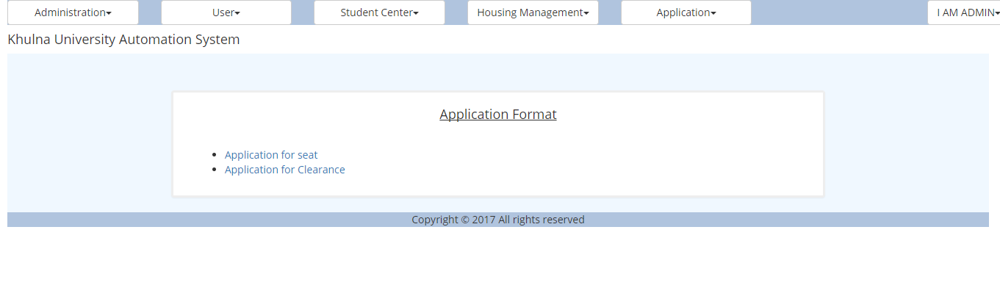 Administration User Student Center Housing Management Application I AM ADMIN
Khulna University Automation System
Application Format
Application for seat
Application for Clearance
Copyright © 2017 All rights reserved